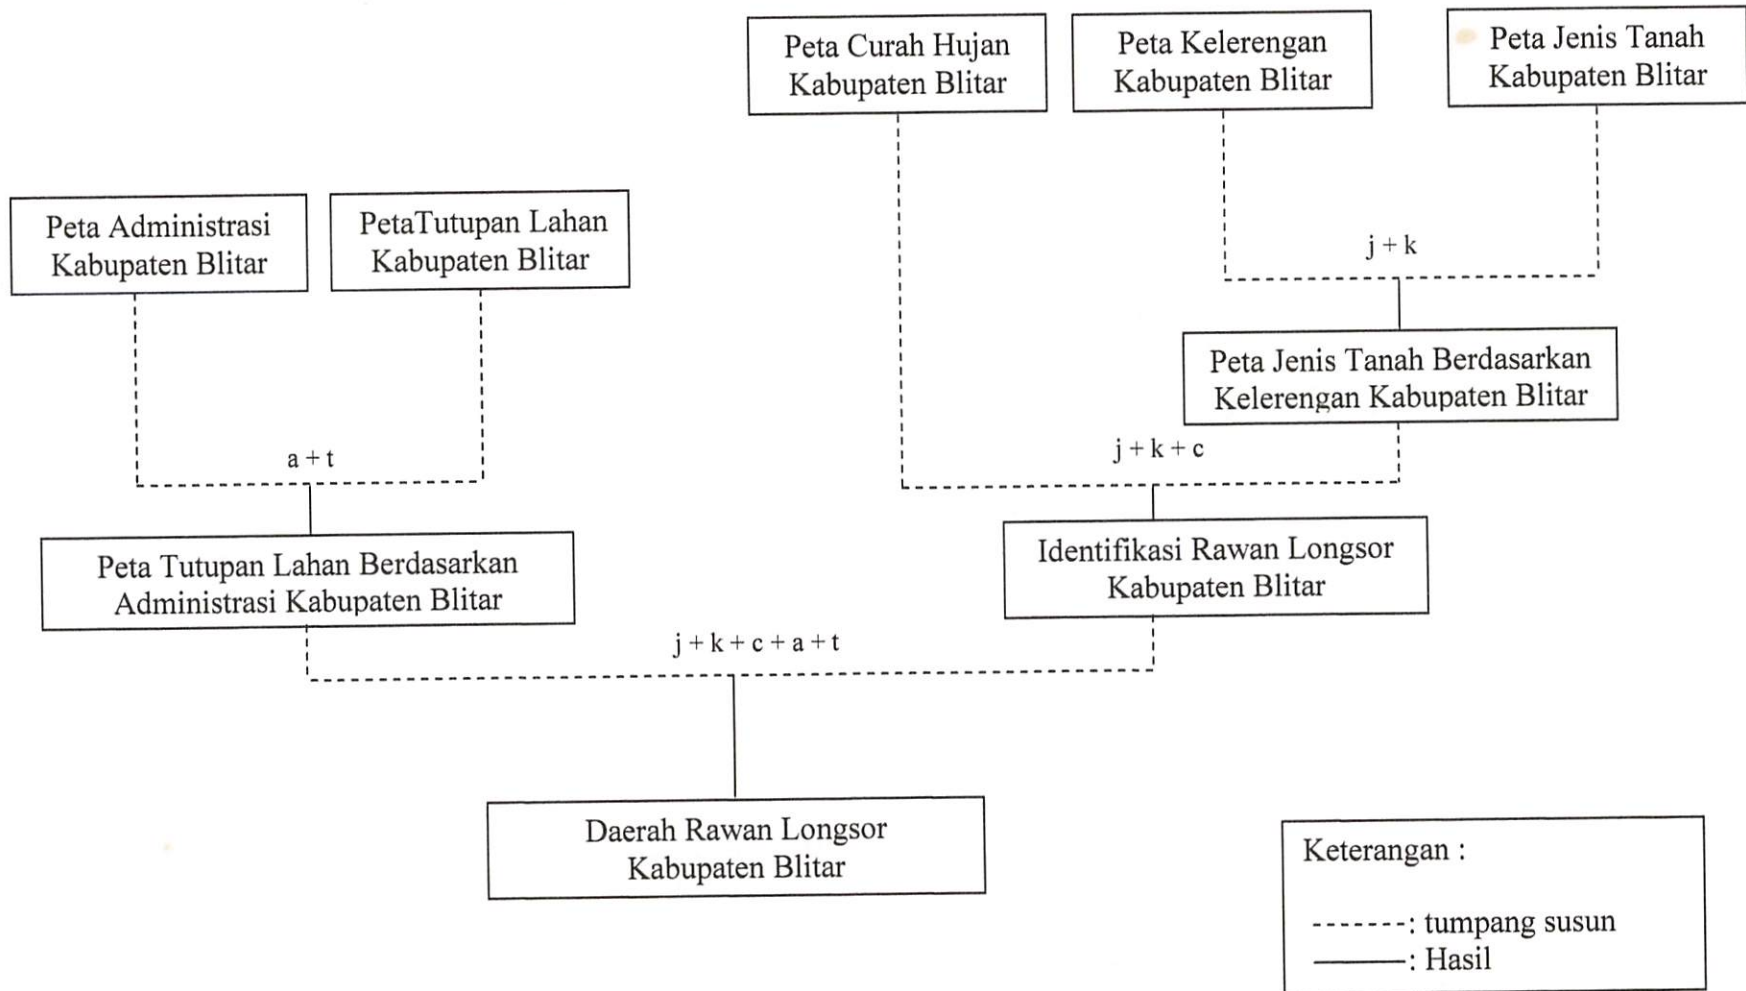 Peta Curah Hujan
Kabupaten Blitar
Peta Kelerengan
Kabupaten Blitar
Peta Jenis Tanah
Kabupaten Blitar
Peta Administrasi
Kabupaten Blitar
PetaTutupan Lahan
Kabupaten Blitar
j + k
Peta Jenis Tanah Berdasarkan
Kelerengan Kabupaten Blitar
a + t
j + k + c
Peta Tutupan Lahan Berdasarkan
Administrasi Kabupaten Blitar
Identifikasi Rawan Longsor
Kabupaten Blitar
j + k + c + a + t
Daerah Rawan Longsor
Kabupaten Blitar
Keterangan :
-------: tumpang susun
———: Hasil